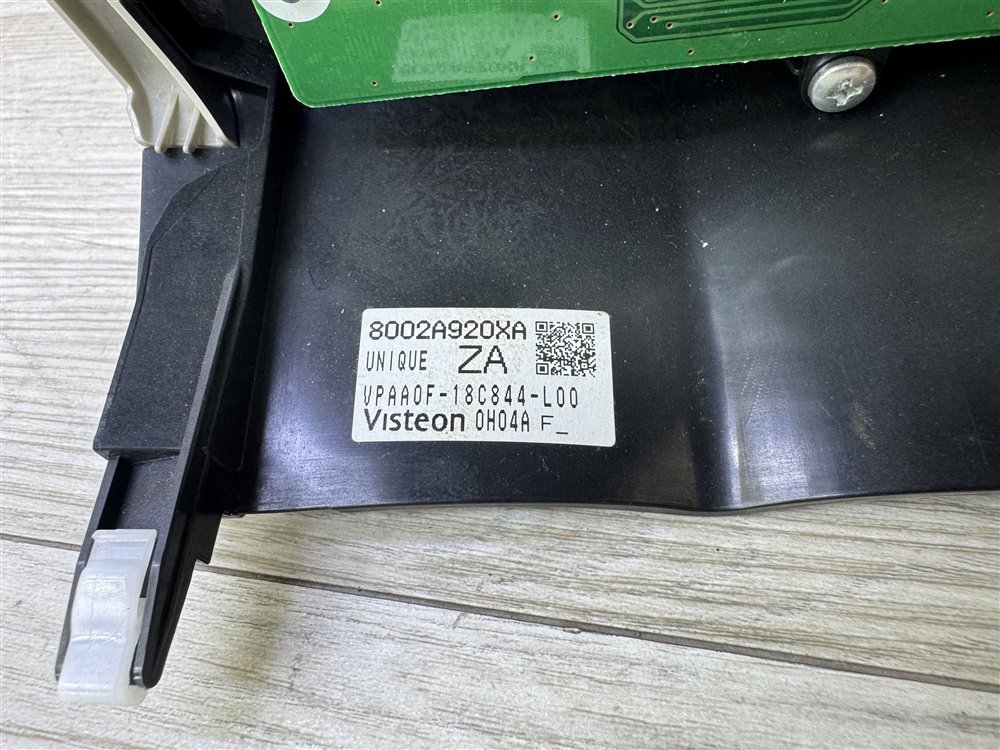 8002A920XA
UNIQUE ZA
VPAA0F-18C844-L00
Visteon 0H04A F_